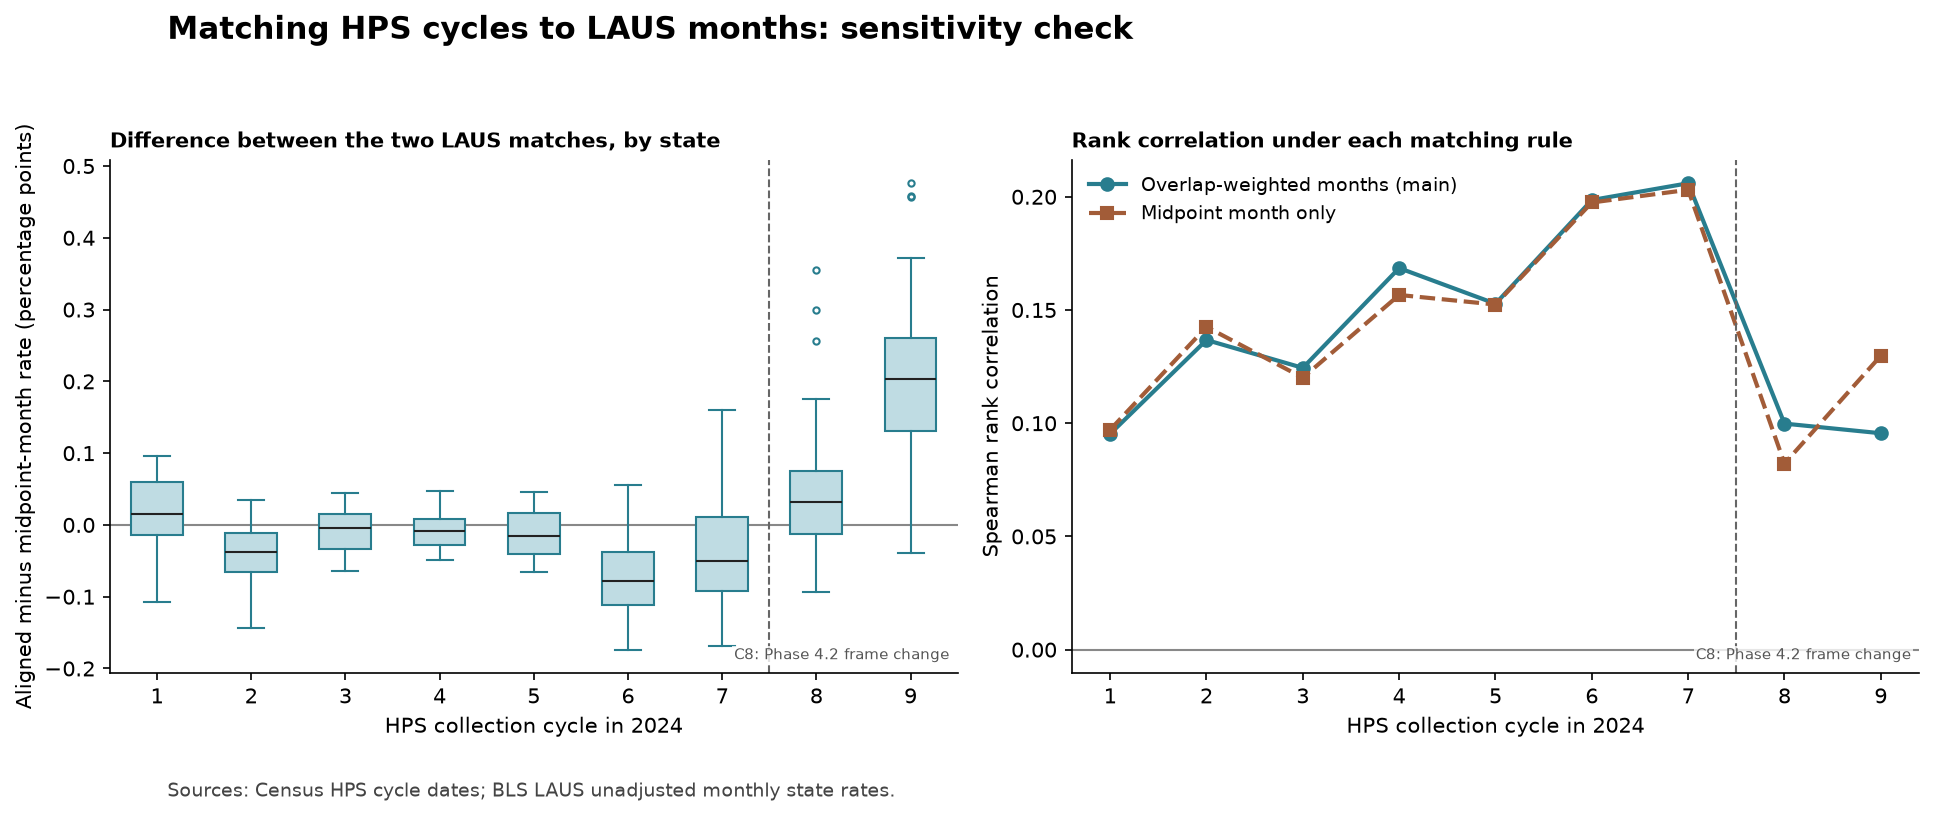 Matching HPS cycles to LAUS months: sensitivity check
Difference between the two LAUS matches, by state
Aligned minus midpoint-month rate (percentage points)
0.5
0.4
0.3
0.2
0.1
0.0
−0.1
−0.2
C8: Phase 4.2 frame change
1 2 3 4 5 6 7 8 9
HPS collection cycle in 2024
Rank correlation under each matching rule
Overlap-weighted months (main)
Midpoint month only
Spearman rank correlation
0.20
0.15
0.10
0.05
0.00
C8: Phase 4.2 frame change
1 2 3 4 5 6 7 8 9
HPS collection cycle in 2024
Sources: Census HPS cycle dates; BLS LAUS unadjusted monthly state rates.